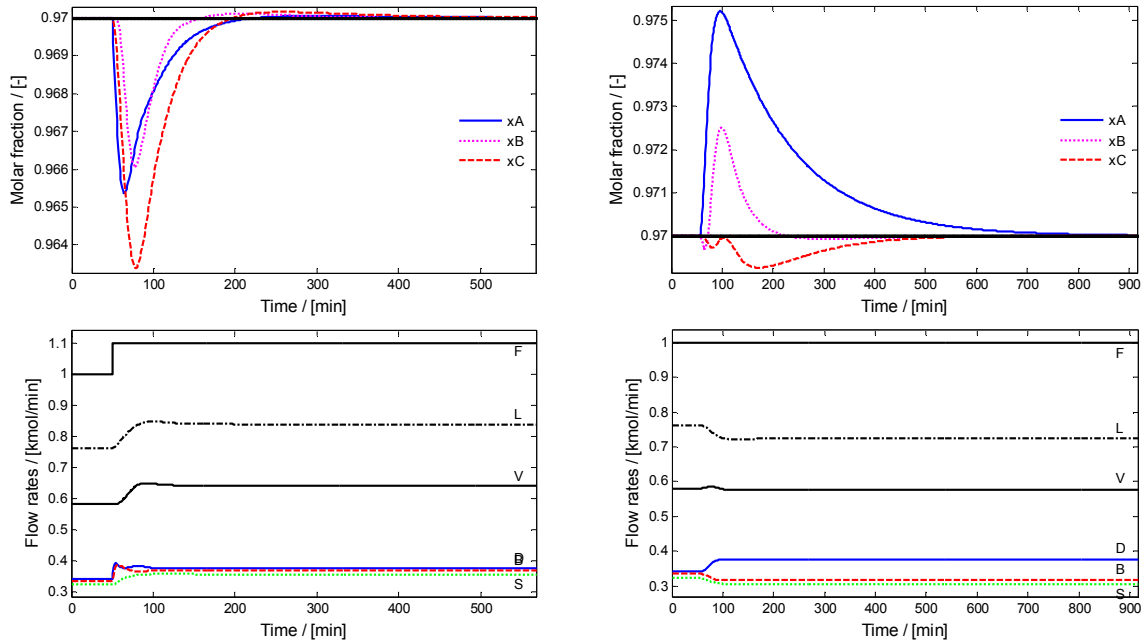 0.97
0.969
0.968
0.967
0.966
0.965
0.964
Molar fraction / [-]
xA
xB
xC
0 100 200 300 400 500
Time / [min]
0.975
0.974
0.973
0.972
0.971
0.97
Molar fraction / [-]
xA
xB
xC
0 100 200 300 400 500 600 700 800 900
Time / [min]
1.1
1
0.9
0.8
0.7
0.6
0.5
0.4
0.3
Flow rates / [kmol/min]
F
L
V
D
B
S
0 100 200 300 400 500
Time / [min]
1
0.9
0.8
0.7
0.6
0.5
0.4
0.3
Flow rates / [kmol/min]
F
L
V
D
B
S
0 100 200 300 400 500 600 700 800 900
Time / [min]